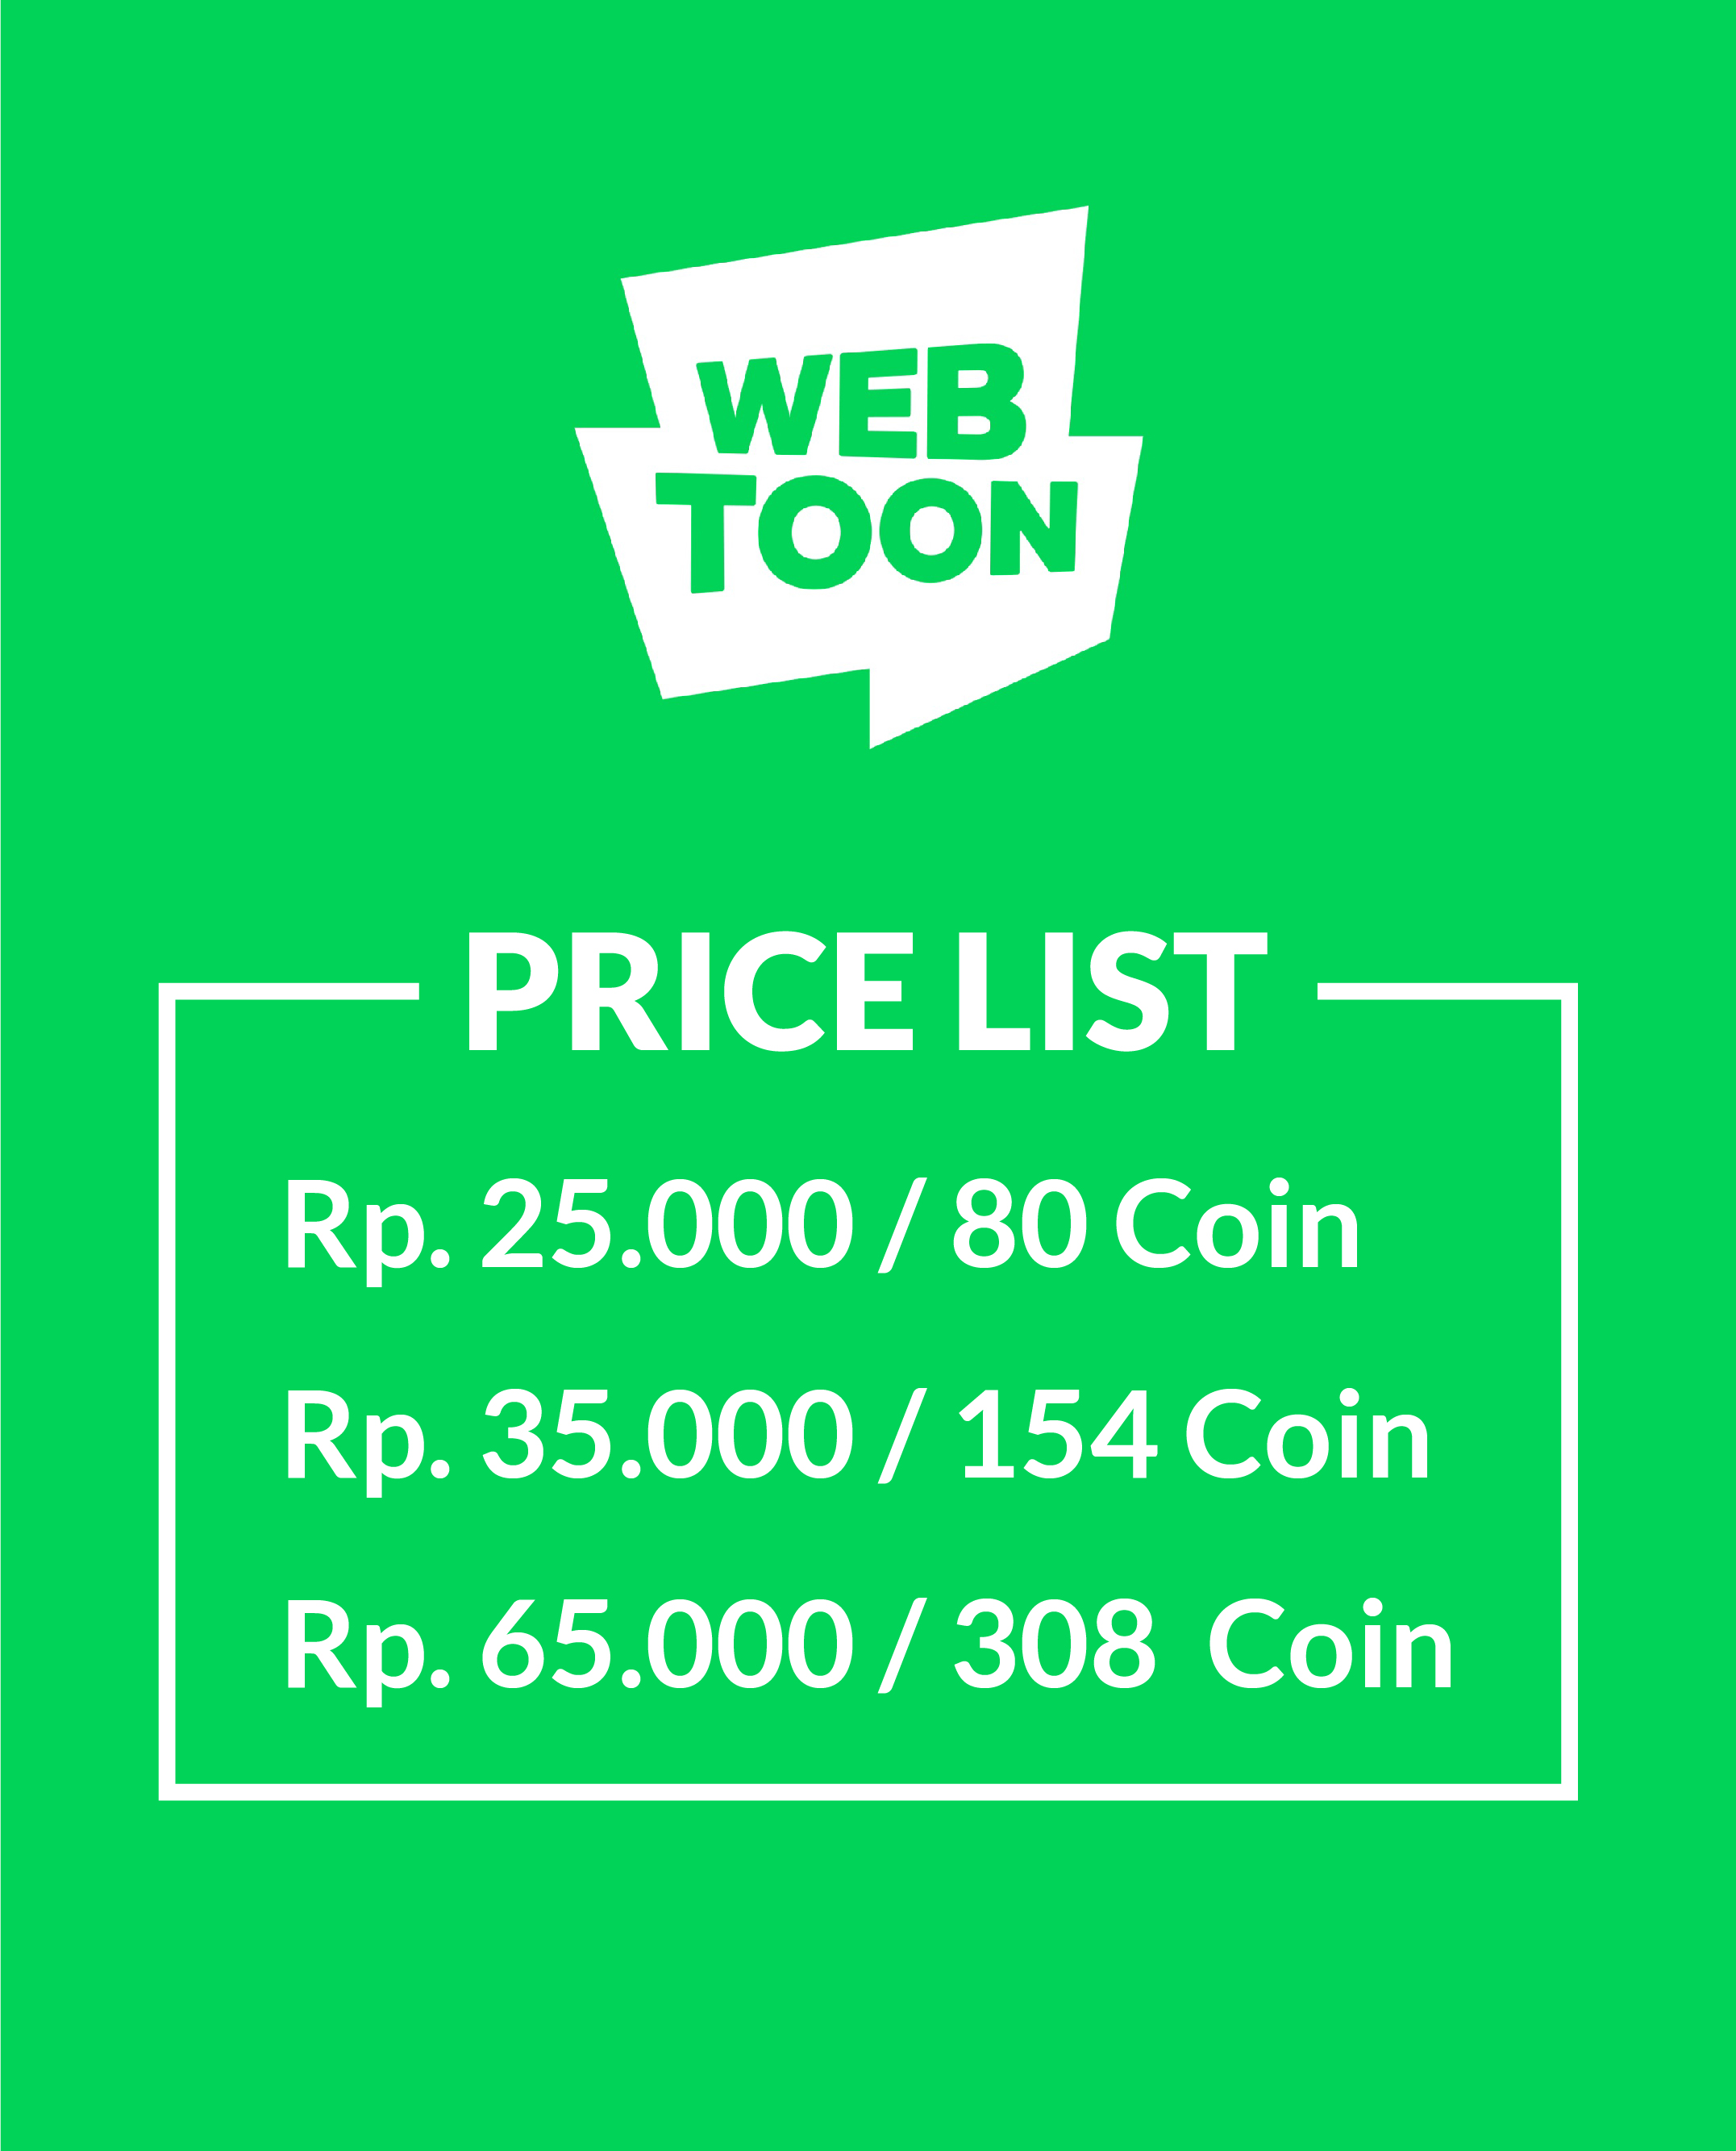 WEB
TOON
PRICE LIST
Rp. 25.000 / 80 Coin
Rp. 35.000 / 154 Coin
Rp. 65.000 / 308 Coin